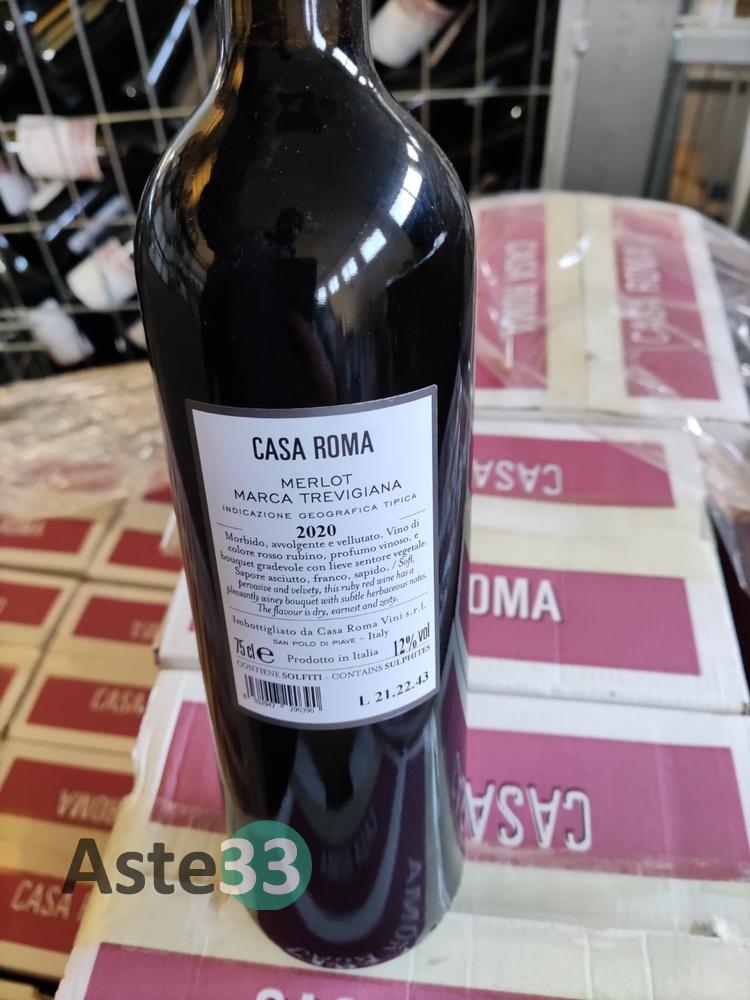 CASA ROMA
MERLOT
MARCA TREVIGIANA
INDICAZIONE GEOGRAFICA TIPICA
2020
Morbido, avvolgente e vellutato. Vino di
colore rosso rubino, profumo vinoso, e
bouquet gradevole con lieve sentore vegetale.
Sapore asciutto, franco, sapido. / Soft,
pervasive and velvety, this ruby red wine has a
pleasantly winey bouquet with subtle herbaceous notes.
The flavour is dry, earnest and zesty.
Imbottigliato da Casa Roma Vini s.r.l.
SAN POLO DI PIAVE - Italy
75 cl e Prodotto in Italia 12% vol
CONTIENE SOLFITI - CONTAINS SULPHITES
L 21.22.43
CASA ROMA
CASA ROMA
CASA
OMA
CASA
CASA
ROMA
CASA
Aste33